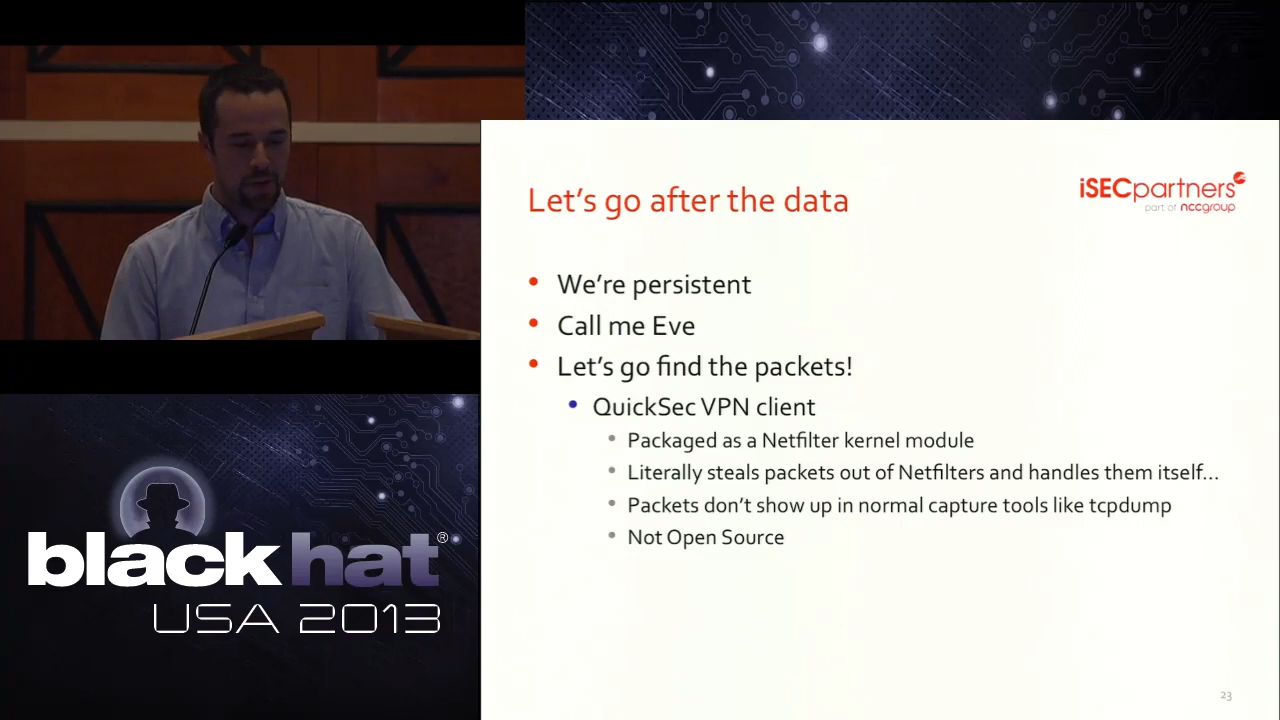 Let's go after the data
iSECpartners
part of nccgroup
• We're persistent
• Call me Eve
• Let's go find the packets!
• QuickSec VPN client
• Packaged as a Netfilter kernel module
• Literally steals packets out of Netfilters and handles them itself...
• Packets don't show up in normal capture tools like tcpdump
• Not Open Source
23
black hat®
USA 2013